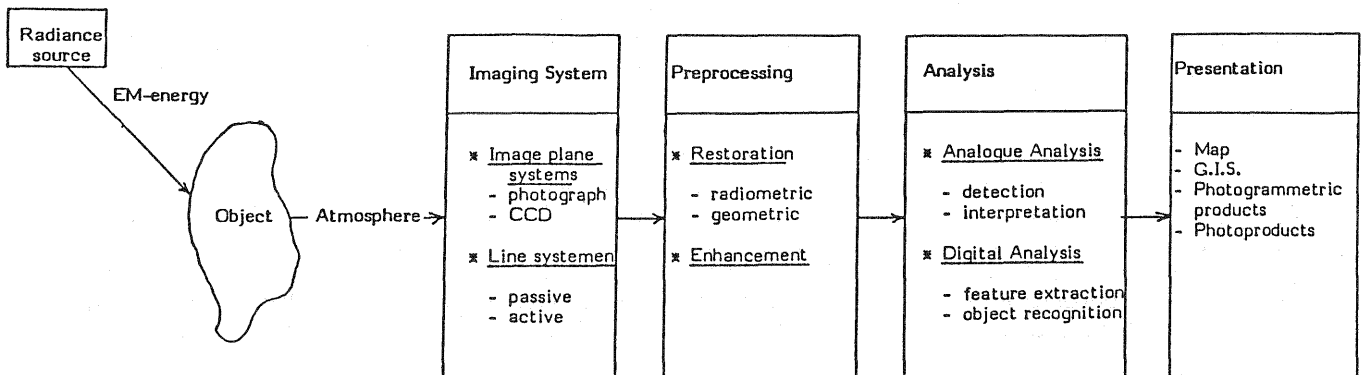 Radiance
source
EM-energy
Object
Atmosphere
Imaging System
* Image plane
systems
- photograph
- CCD
* Line systemen
- passive
- active
Preprocessing
* Restoration
- radiometric
- geometric
* Enhancement
Analysis
* Analogue Analysis
- detection
- interpretation
* Digital Analysis
- feature extraction
- object recognition
Presentation
- Map
- G.I.S.
- Photogrammetric
products
- Photoproducts